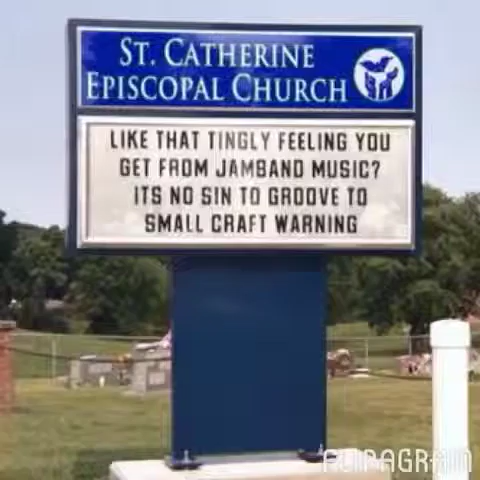 ST. CATHERINE
EPISCOPAL CHURCH
LIKE THAT TINGLY FEELING YOU
GET FROM JAMBAND MUSIC?
ITS NO SIN TO GROOVE TO
SMALL CRAFT WARNING
FLIPAGRAM